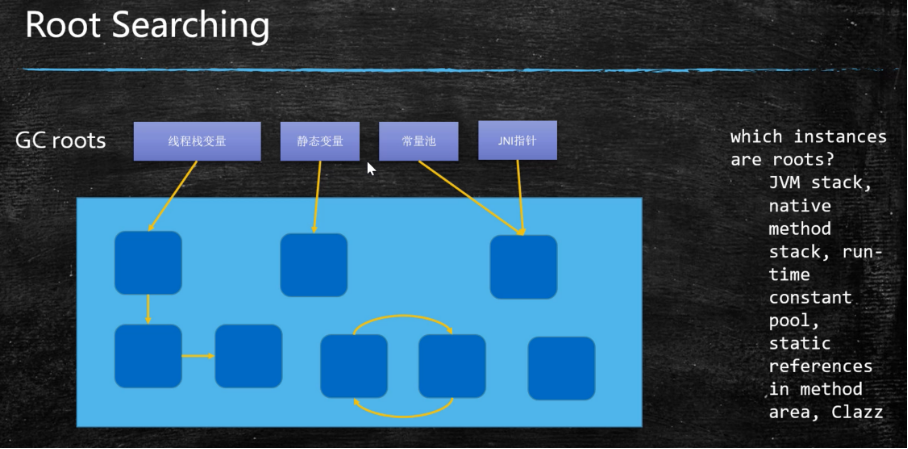 Root Searching
GC roots
线程栈变量
静态变量
常量池
JNI指针
which instances
are roots?
JVM stack,
native
method
stack, run-
time
constant
pool,
static
references
in method
area, Clazz